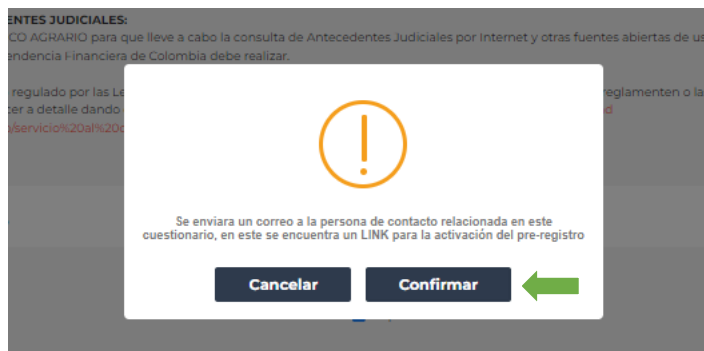 ENTES JUDICIALES:
CO AGRARIO para que lleve a cabo la consulta de Antecedentes Judiciales por Internet y otras fuentes abiertas de us
endencia Financiera de Colombia debe realizar.
regulado por las Le
reglamenten o la
cer a detalle dando
d
o/servicio%20al%20c
Se enviara un correo a la persona de contacto relacionada en este
cuestionario, en este se encuentra un LINK para la activación del pre-registro
Cancelar
Confirmar